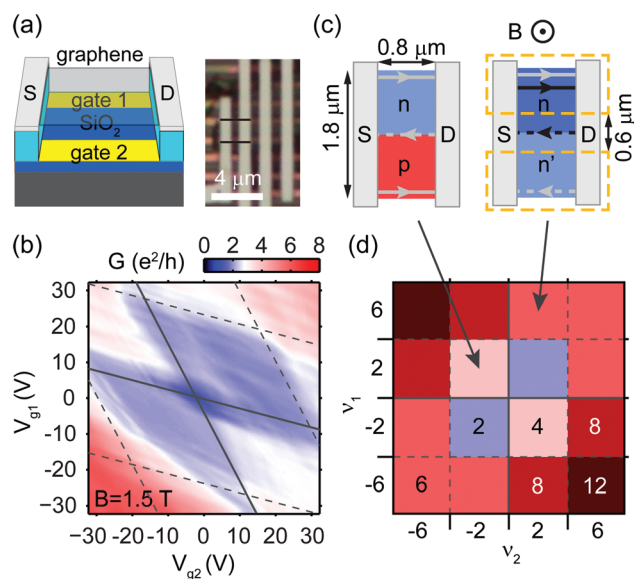 (a)
graphene
S
gate 1
D
SiO₂
gate 2
4 μm
(c)
0.8 μm
B
1.8 μm
S
n
p
D
S
n
n'
D
0.6 μm
(b)
G (e²/h)
0 2 4 6 8
V_g1 (V)
30
20
10
0
-10
-20
-30
B=1.5 T
-30 -20 -10 0 10 20 30
V_g2 (V)
(d)
ν₁
6
2
-2 2 4 8
-6 6 8 12
-6 -2 2 6
ν₂